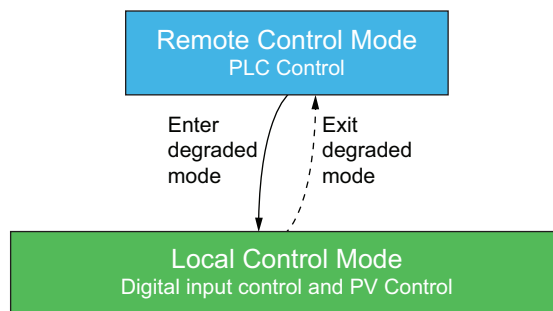 Remote Control Mode
PLC Control
Enter
degraded
mode
Exit
degraded
mode
Local Control Mode
Digital input control and PV Control